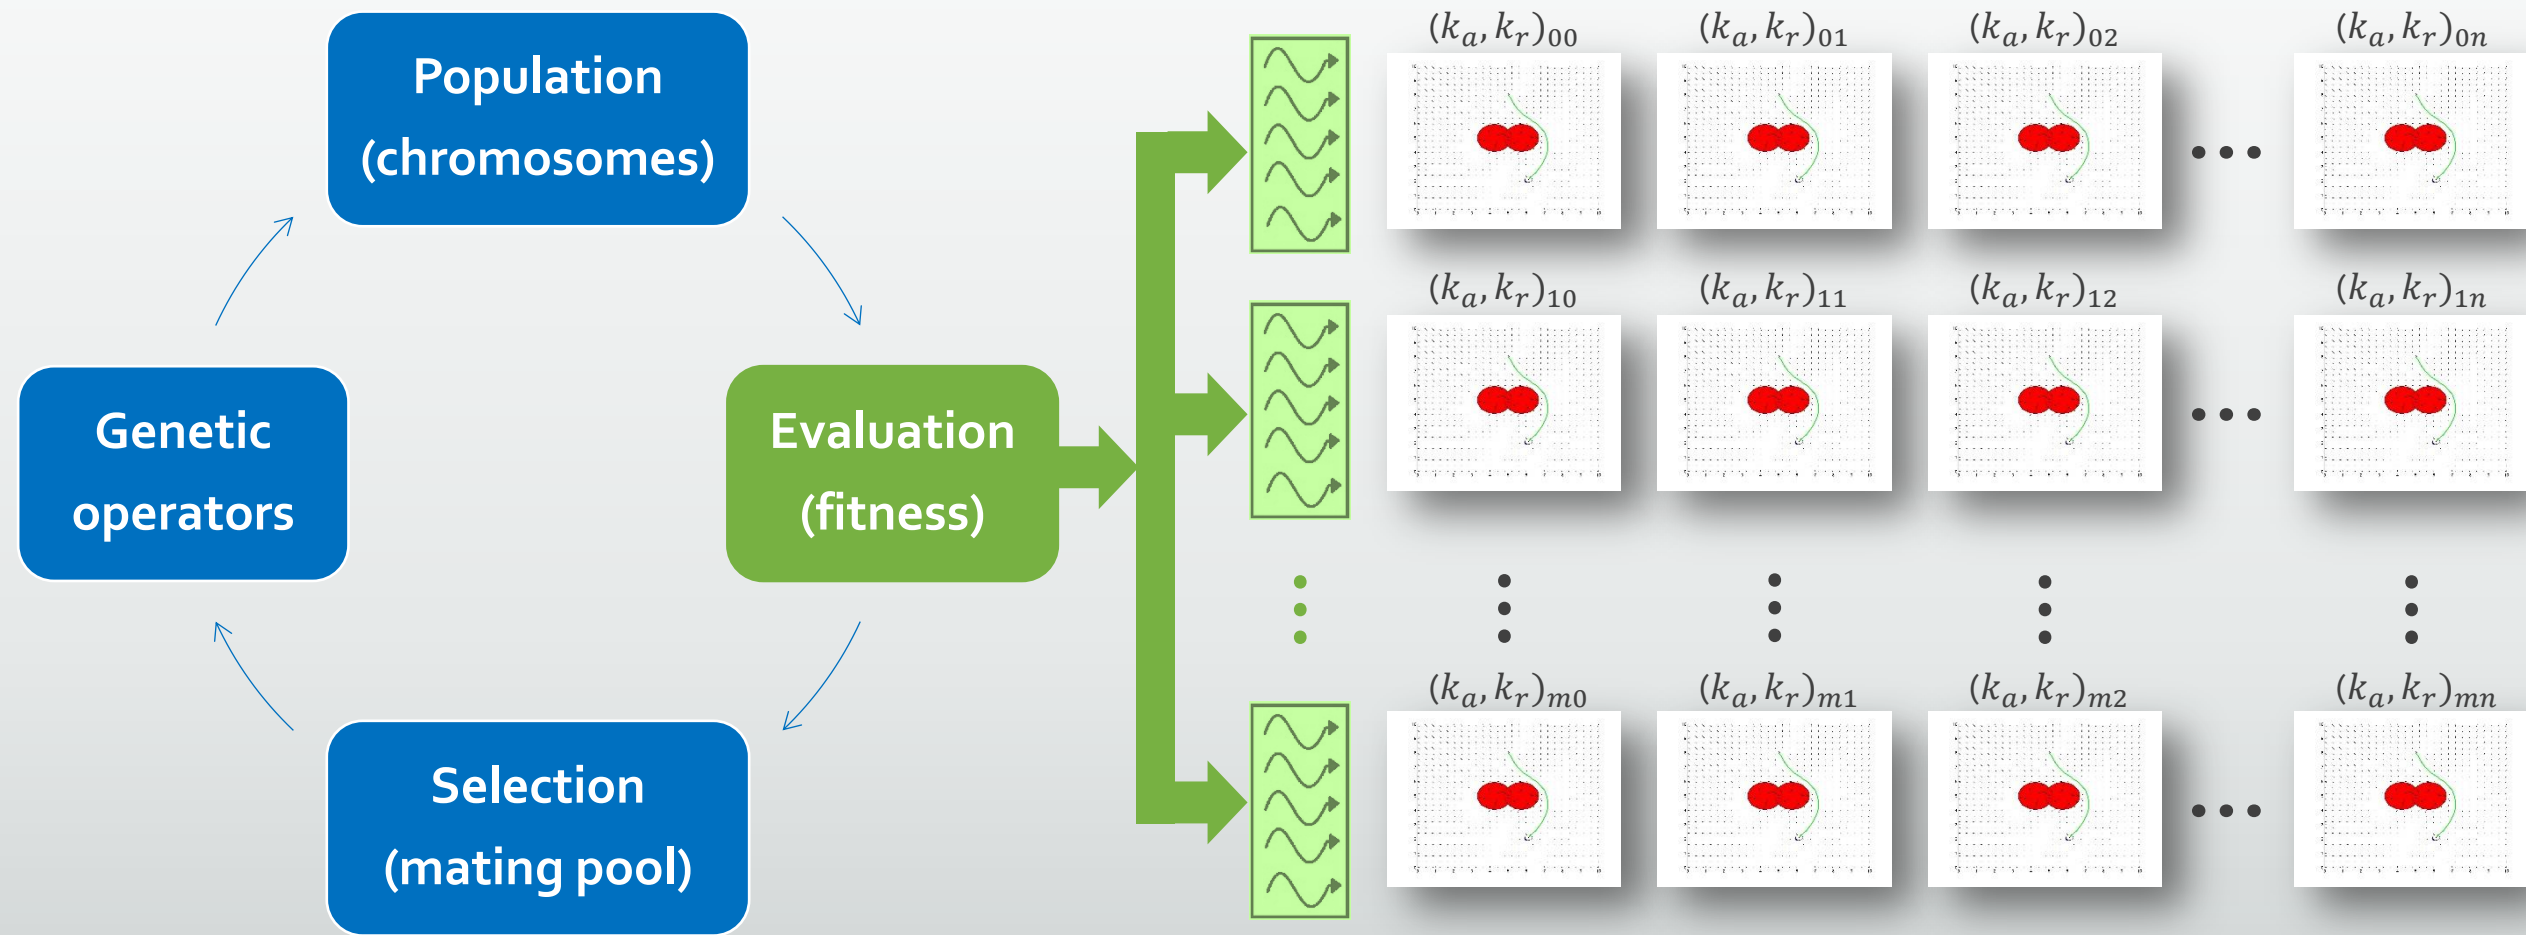 Population
(chromosomes)
Genetic
operators
Evaluation
(fitness)
Selection
(mating pool)
(kₐ, kᵣ)₀₀ (kₐ, kᵣ)₀₁ (kₐ, kᵣ)₀₂ (kₐ, kᵣ)₀ₙ
...
(kₐ, kᵣ)₁₀ (kₐ, kᵣ)₁₁ (kₐ, kᵣ)₁₂ (kₐ, kᵣ)₁ₙ
...
(kₐ, kᵣ)ₘ₀ (kₐ, kᵣ)ₘ₁ (kₐ, kᵣ)ₘ₂ (kₐ, kᵣ)ₘₙ
...